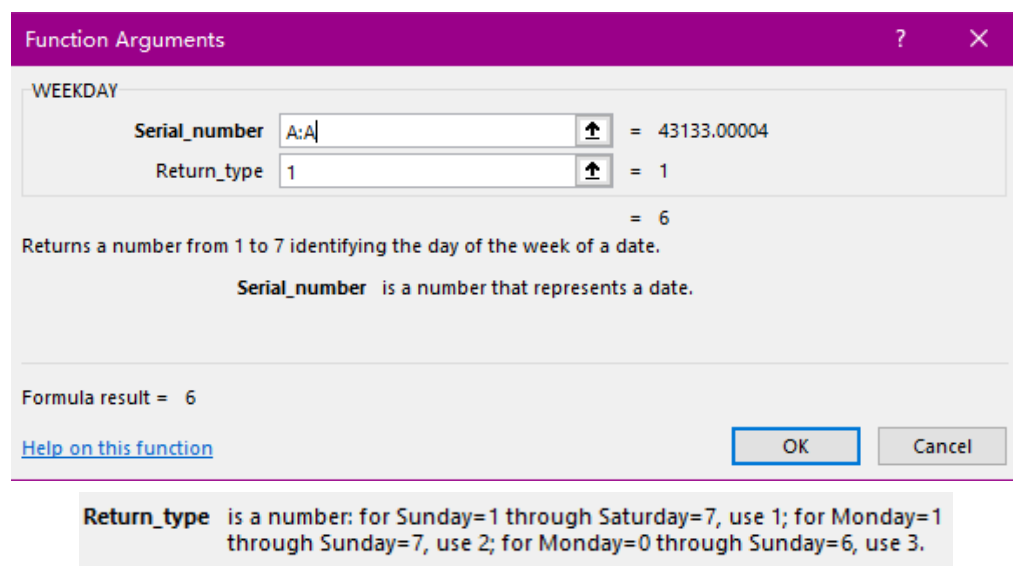 Function Arguments ? ×
WEEKDAY
Serial_number A:A = 43133.00004
Return_type 1 = 1
= 6
Returns a number from 1 to 7 identifying the day of the week of a date.
Serial_number is a number that represents a date.
Formula result = 6
Help on this function OK Cancel
Return_type is a number: for Sunday=1 through Saturday=7, use 1; for Monday=1
through Sunday=7, use 2; for Monday=0 through Sunday=6, use 3.